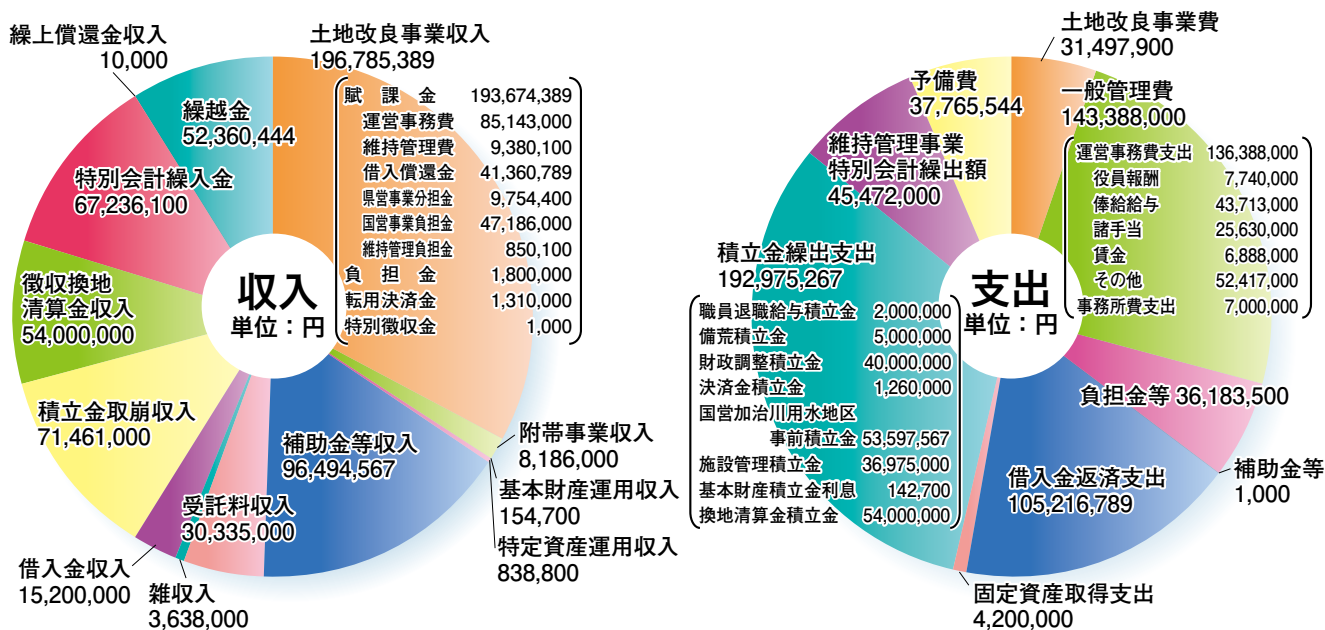 収入
単位：円
土地改良事業収入
196,785,389
賦課金 193,674,389
運営事務費 85,143,000
維持管理費 9,380,100
借入償還金 41,360,789
県営事業分担金 9,754,400
国営事業負担金 47,186,000
維持管理負担金 850,100
負担金 1,800,000
転用決済金 1,310,000
特別徴収金 1,000
附帯事業収入
8,186,000
基本財産運用収入
154,700
特定資産運用収入
838,800
補助金等収入
96,494,567
受託料収入
30,335,000
雑収入
3,638,000
借入金収入
15,200,000
積立金取崩収入
71,461,000
徴収換地
清算金収入
54,000,000
特別会計繰入金
67,236,100
繰上償還金収入
10,000
繰越金
52,360,444
支出
単位：円
土地改良事業費
31,497,900
一般管理費
143,388,000
運営事務費支出 136,388,000
役員報酬 7,740,000
俸給給与 43,713,000
諸手当 25,630,000
賃金 6,888,000
その他 52,417,000
事務所費支出 7,000,000
負担金等 36,183,500
補助金等
1,000
借入金返済支出
105,216,789
固定資産取得支出
4,200,000
積立金繰出支出
192,975,267
職員退職給与積立金 2,000,000
備荒積立金 5,000,000
財政調整積立金 40,000,000
決済金積立金 1,260,000
国営加治川用水地区
事前積立金 53,597,567
施設管理積立金 36,975,000
基本財産積立金利息 142,700
換地清算金積立金 54,000,000
維持管理事業
特別会計繰出額
45,472,000
予備費
37,765,544